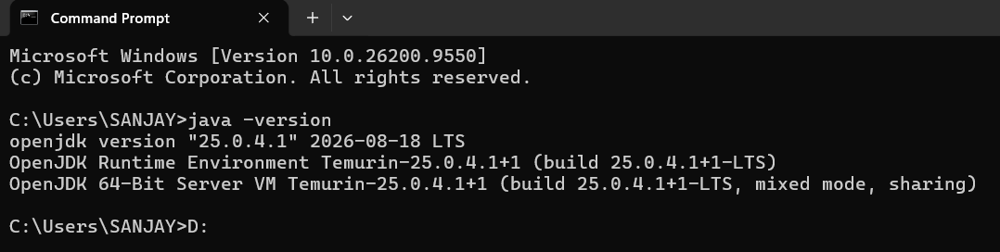 Command Prompt
Microsoft Windows [Version 10.0.26200.9550]
(c) Microsoft Corporation. All rights reserved.
C:\Users\SANJAY>java -version
openjdk version "25.0.4.1" 2026-08-18 LTS
OpenJDK Runtime Environment Temurin-25.0.4.1+1 (build 25.0.4.1+1-LTS)
OpenJDK 64-Bit Server VM Temurin-25.0.4.1+1 (build 25.0.4.1+1-LTS, mixed mode, sharing)
C:\Users\SANJAY>D: